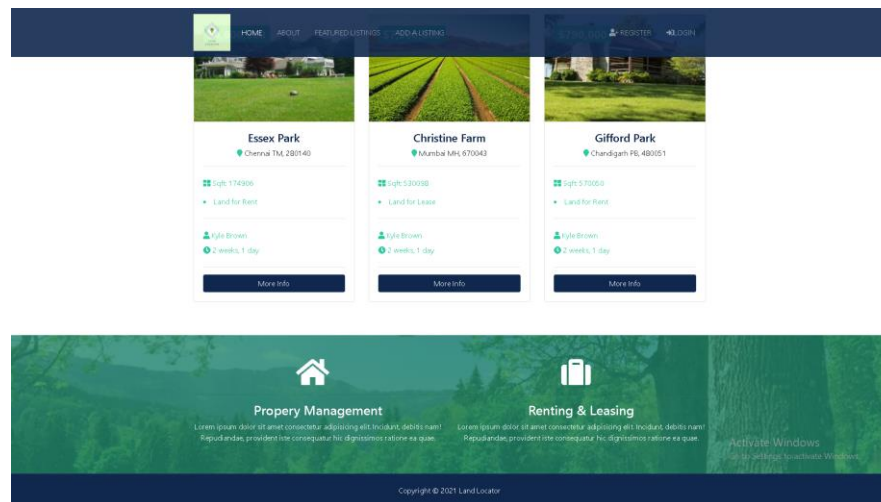 HOME ABOUT FEATURED LISTINGS ADD A LISTING REGISTER LOGIN
Essex Park Christine Farm Gifford Park
Chennai TM, 280140 Mumbai MH, 670043 Chandigarh PB, 480051
Sqft: 174906 Sqft: 530038 Sqft: 570050
Land for Rent Land for Lease Land for Rent
Kyle Brown Kyle Brown Kyle Brown
2 weeks, 1 day 2 weeks, 1 day 2 weeks, 1 day
More Info More Info More Info
Propery Management Renting & Leasing
Lorem ipsum dolor sit amet consectetur adipisicing elit. Incidunt, debitis nam! Lorem ipsum dolor sit amet consectetur adipisicing elit. Incidunt, debitis nam!
Repudiandae, provident iste consequatur hic dignissimos ratione ea quae. Repudiandae, provident iste consequatur hic dignissimos ratione ea quae.
Activate Windows
Go to Settings to activate Windows.
Copyright © 2021 Land Locator